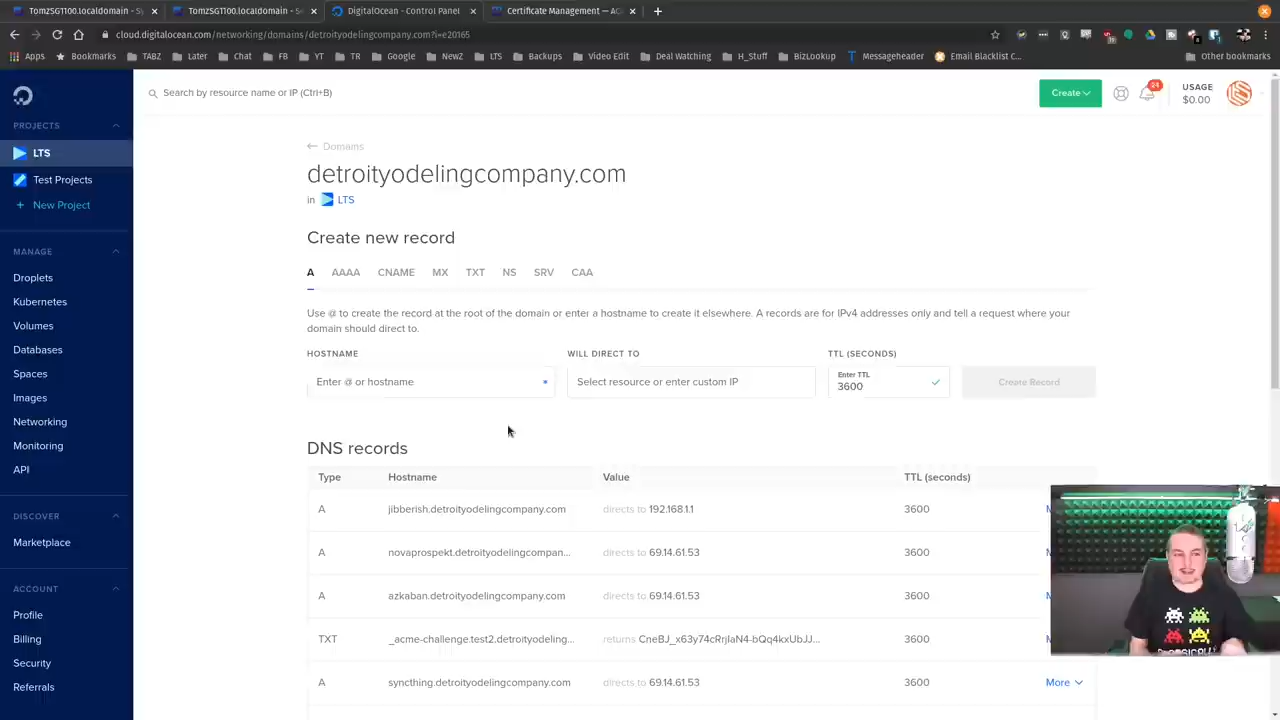 TomzSG1100.localdomain - Sy
TomzSG1100.localdomain - Se
DigitalOcean - Control Panel
Certificate Management — AC
cloud.digitalocean.com/networking/domains/detroityodelingcompany.com?i=e20165
Apps
Bookmarks
TABZ
Later
Chat
FB
YT
TR
Google
NewZ
LTS
Backups
Video Edit
Deal Watching
H_Stuff
BizLookup
Messageheader
Email Blacklist C...
Other bookmarks
Search by resource name or IP (Ctrl+B)
Create
24
USAGE
$0.00
PROJECTS
LTS
Test Projects
+ New Project
MANAGE
Droplets
Kubernetes
Volumes
Databases
Spaces
Images
Networking
Monitoring
API
DISCOVER
Marketplace
ACCOUNT
Profile
Billing
Security
Referrals
← Domains
detroityodelingcompany.com
in LTS
Create new record
A AAAA CNAME MX TXT NS SRV CAA
Use @ to create the record at the root of the domain or enter a hostname to create it elsewhere. A records are for IPv4 addresses only and tell a request where your
domain should direct to.
HOSTNAME
WILL DIRECT TO
TTL (SECONDS)
Enter @ or hostname *
Select resource or enter custom IP
Enter TTL
3600
Create Record
DNS records
Type Hostname Value TTL (seconds)
A jibberish.detroityodelingcompany.com directs to 192.168.1.1 3600
A novaprospekt.detroityodelingcompan... directs to 69.14.61.53 3600
A azkaban.detroityodelingcompany.com directs to 69.14.61.53 3600
TXT _acme-challenge.test2.detroityodeling... returns CneBJ_x63y74cRrjIaN4-bQq4kxUbJJ... 3600
A syncthing.detroityodelingcompany.com directs to 69.14.61.53 3600 More